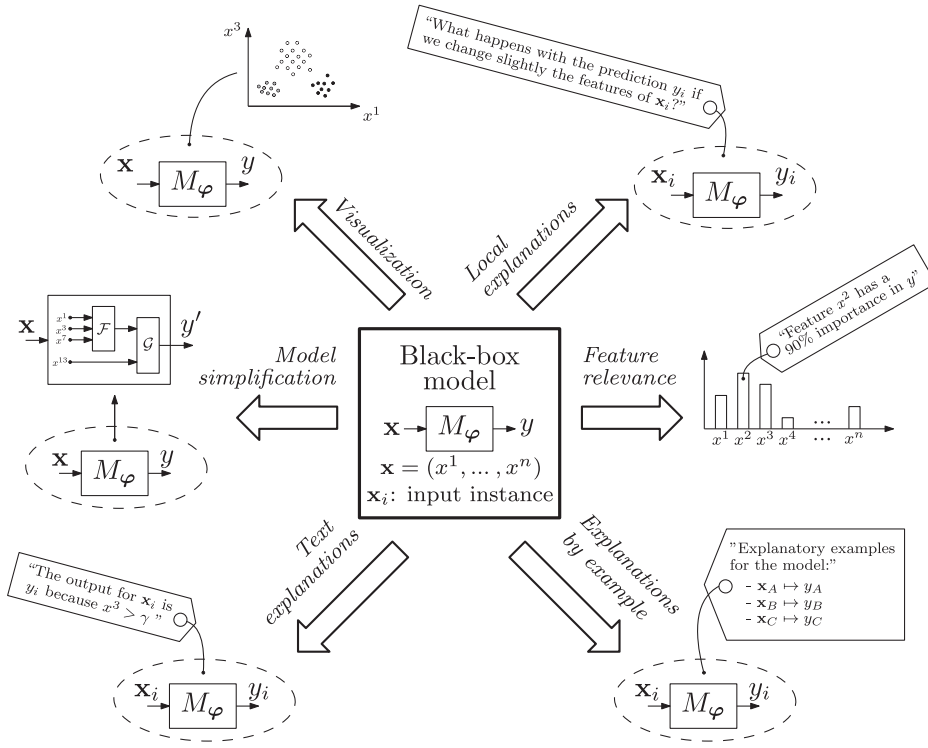 x³
x¹
x
M_φ
y
Visualization
“What happens with the prediction yᵢ if
we change slightly the features of xᵢ?”
xᵢ
M_φ
yᵢ
Local
explanations
x
x¹
x³
x⁷
x¹³
F
G
y′
x
M_φ
y
Model
simplification
Black-box
model
x
M_φ
y
x = (x¹, ... , xⁿ)
xᵢ: input instance
Feature
relevance
“Feature x² has a
90% importance in y”
x¹ x² x³ x⁴ ... xⁿ
...
Text
explanations
“The output for xᵢ is
yᵢ because x³ > γ ”
xᵢ
M_φ
yᵢ
Explanations
by example
”Explanatory examples
for the model:”
- x_A ↦ y_A
- x_B ↦ y_B
- x_C ↦ y_C
xᵢ
M_φ
yᵢ